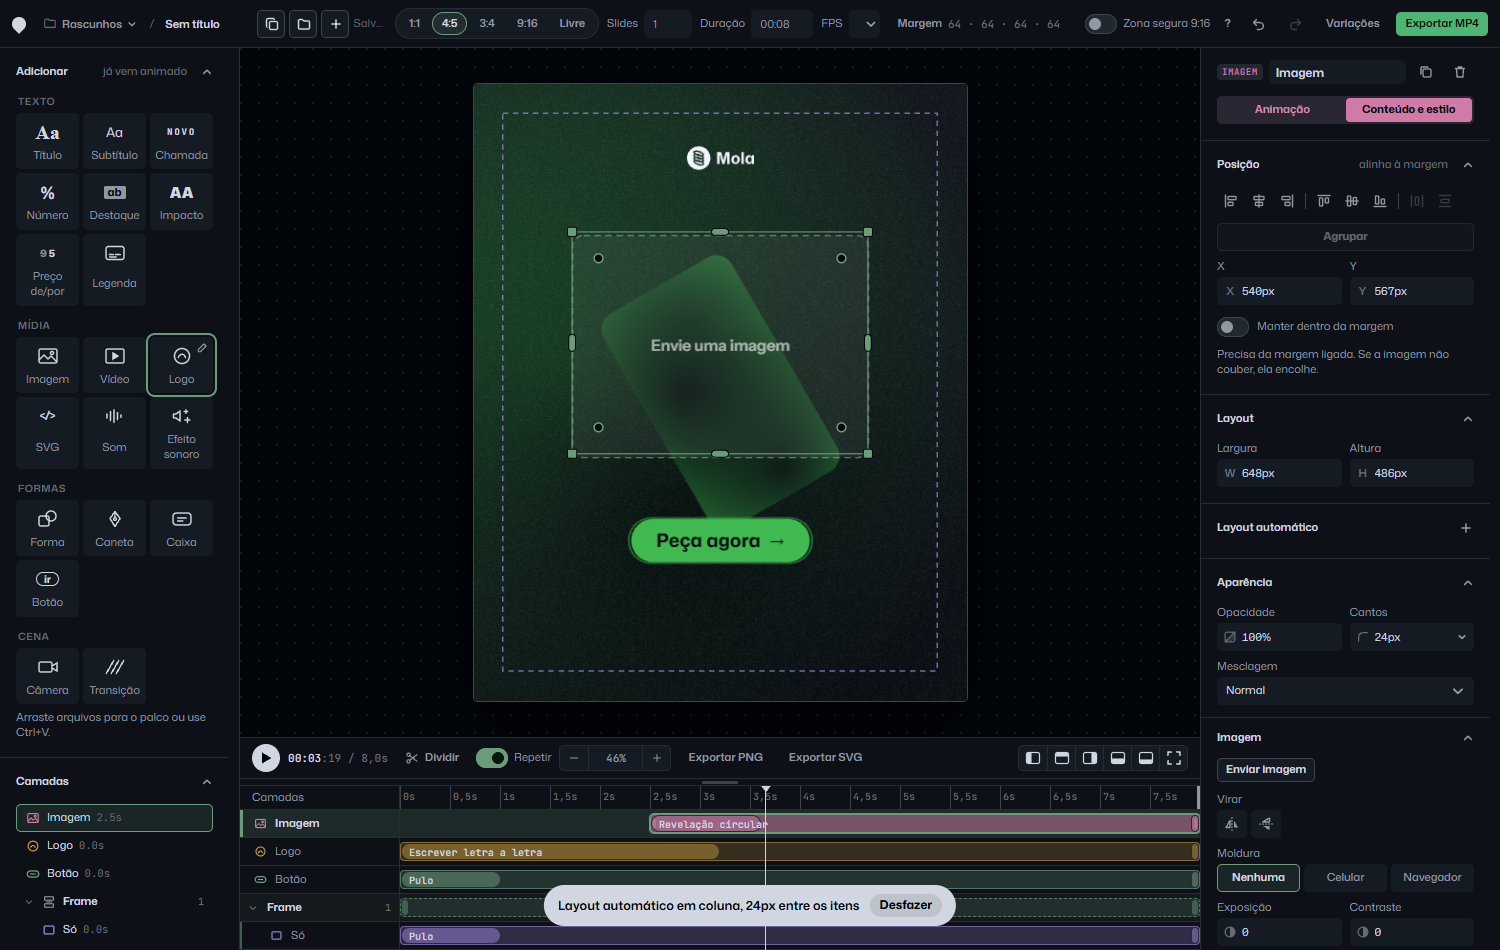 Rascunhos / Sem título
Salv...
1:1 4:5 3:4 9:16 Livre
Slides 1
Duração 00:08
FPS
Margem 64 · 64 · 64 · 64
Zona segura 9:16 ?
Variações
Exportar MP4
Adicionar já vem animado
TEXTO
Aa Aa NOVO
Título Subtítulo Chamada
% ab AA
Número Destaque Impacto
9 5
Preço de/por Legenda
MÍDIA
Imagem Vídeo Logo
</>
SVG Som Efeito sonoro
FORMAS
Forma Caneta Caixa
ir
Botão
CENA
Câmera Transição
Arraste arquivos para o palco ou use
Ctrl+V.
Camadas
Imagem 2.5s
Logo 0.0s
Botão 0.0s
Frame 1
Só 0.0s
Mola
Envie uma imagem
Peça agora →
00:03:19 / 8,0s
Dividir
Repetir
− 46% +
Exportar PNG
Exportar SVG
Camadas
0s 0,5s 1s 1,5s 2s 2,5s 3s 3,5s 4s 4,5s 5s 5,5s 6s 6,5s 7s 7,5s
Imagem Revelação circular
Logo Escrever letra a letra
Botão Pulo
Frame 1
Só Pulo
Layout automático em coluna, 24px entre os itens Desfazer
IMAGEM Imagem
Animação Conteúdo e estilo
Posição alinha à margem
Agrupar
X Y
X 540px Y 567px
Manter dentro da margem
Precisa da margem ligada. Se a imagem não
couber, ela encolhe.
Layout
Largura Altura
W 648px H 486px
Layout automático
Aparência
Opacidade Cantos
100% 24px
Mesclagem
Normal
Imagem
Enviar imagem
Virar
Moldura
Nenhuma Celular Navegador
Exposição Contraste
0 0